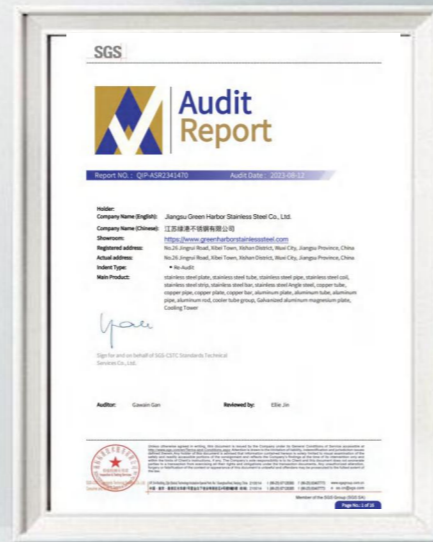 SGS
Audit
Report
Report NO. : QIP-ASR2341470 Audit Date : 2023-06-12
Holder:
Company Name (English): Jiangsu Green Harbor Stainless Steel Co., Ltd.
Company Name (Chinese): 江苏绿港不锈钢有限公司
Showroom: https://www.greenharborstainlesssteel.com
Registered address: No.26 Jingrui Road, Xibei Town, Xishan District, Wuxi City, Jiangsu Province, China
Actual address: No.26 Jingrui Road, Xibei Town, Xishan District, Wuxi City, Jiangsu Province, China
Indent Type: • Re-Audit
Main Product: stainless steel plate, stainless steel tube, stainless steel pipe, stainless steel coil,
stainless steel strip, stainless steel bar, stainless steel Angle steel, copper tube,
copper pipe, copper plate, copper bar, aluminum plate, aluminum tube, aluminum
pipe, aluminum rod, cooler tube group, Galvanized aluminum magnesium plate,
Cooling Tower
Sign for and on behalf of SGS-CSTC Standards Technical
Services Co., Ltd.
Auditor: Gawain Gan Reviewed by: Ellie Jin
Member of the SGS Group (SGS SA)
Page No.: 1 of 16